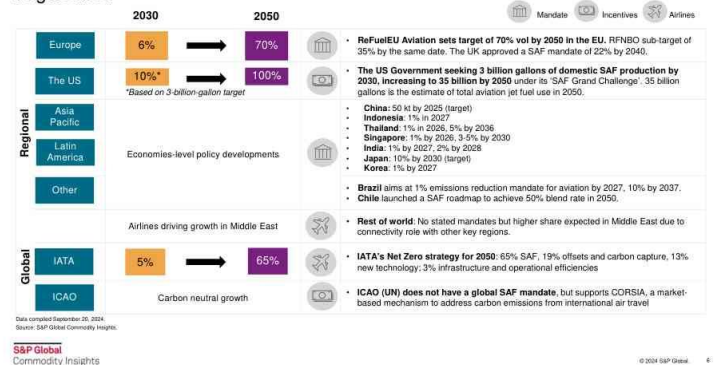 2030 2050 Mandate Incentives Airlines
Regional
Europe 6% 70%
• ReFuelEU Aviation sets target of 70% vol by 2050 in the EU. RFNBO sub-target of
35% by the same date. The UK approved a SAF mandate of 22% by 2040.
The US 10%* 100%
*Based on 3-billion-gallon target
• The US Government seeking 3 billion gallons of domestic SAF production by
2030, increasing to 35 billion by 2050 under its 'SAF Grand Challenge'. 35 billion
gallons is the estimate of total aviation jet fuel use in 2050.
Asia
Pacific
Latin
America
Economies-level policy developments
• China: 50 kt by 2025 (target)
• Indonesia: 1% in 2027
• Thailand: 1% in 2026, 5% by 2036
• Singapore: 1% by 2026, 3-5% by 2030
• India: 1% by 2027, 2% by 2028
• Japan: 10% by 2030 (target)
• Korea: 1% by 2027
Other
• Brazil aims at 1% emissions reduction mandate for aviation by 2027, 10% by 2037.
• Chile launched a SAF roadmap to achieve 50% blend rate in 2050.
Airlines driving growth in Middle East
• Rest of world: No stated mandates but higher share expected in Middle East due to
connectivity role with other key regions.
Global
IATA 5% 65%
• IATA's Net Zero strategy for 2050: 65% SAF, 19% offsets and carbon capture, 13%
new technology; 3% infrastructure and operational efficiencies
ICAO Carbon neutral growth
• ICAO (UN) does not have a global SAF mandate, but supports CORSIA, a market-
based mechanism to address carbon emissions from international air travel
Data compiled September 26, 2024.
Source: S&P Global Commodity Insights.
S&P Global
Commodity Insights
© 2024 S&P Global. 6